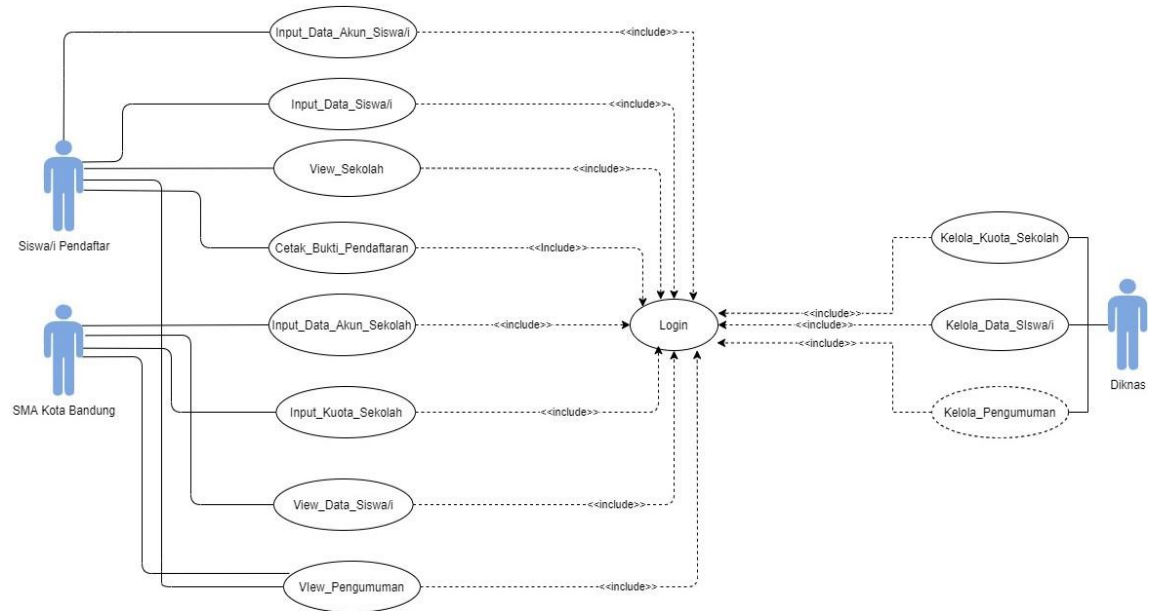 Input_Data_Akun_Siswa/i
<<include>>
Input_Data_Siswa/i
<<include>>
View_Sekolah
<<include>>
Siswa/i Pendaftar
Cetak_Bukti_Pendaftaran
<<Include>>
Kelola_Kuota_Sekolah
<<include>>
Input_Data_Akun_Sekolah
<<include>>
Login
<<include>>
Kelola_Data_SIswa/i
<<include>>
Diknas
SMA Kota Bandung
Input_Kuota_Sekolah
<<include>>
Kelola_Pengumuman
View_Data_Siswa/i
<<include>>
VIew_Pengumuman
<<include>>